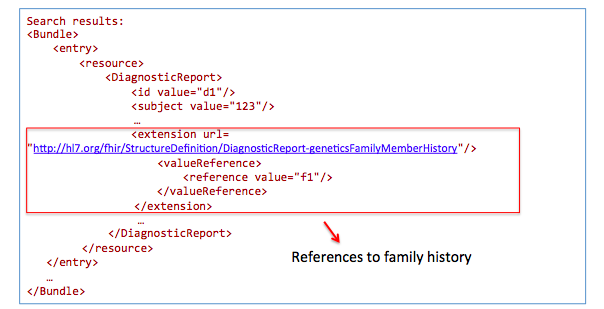 Search results:
<Bundle>
<entry>
<resource>
<DiagnosticReport>
<id value="d1"/>
<subject value="123"/>
…
<extension url=
"http://hl7.org/fhir/StructureDefinition/DiagnosticReport-geneticsFamilyMemberHistory"/>
<valueReference>
<reference value="f1"/>
</valueReference>
</extension>
…
</DiagnosticReport>
</resource>
</entry>
…
</Bundle>
References to family history